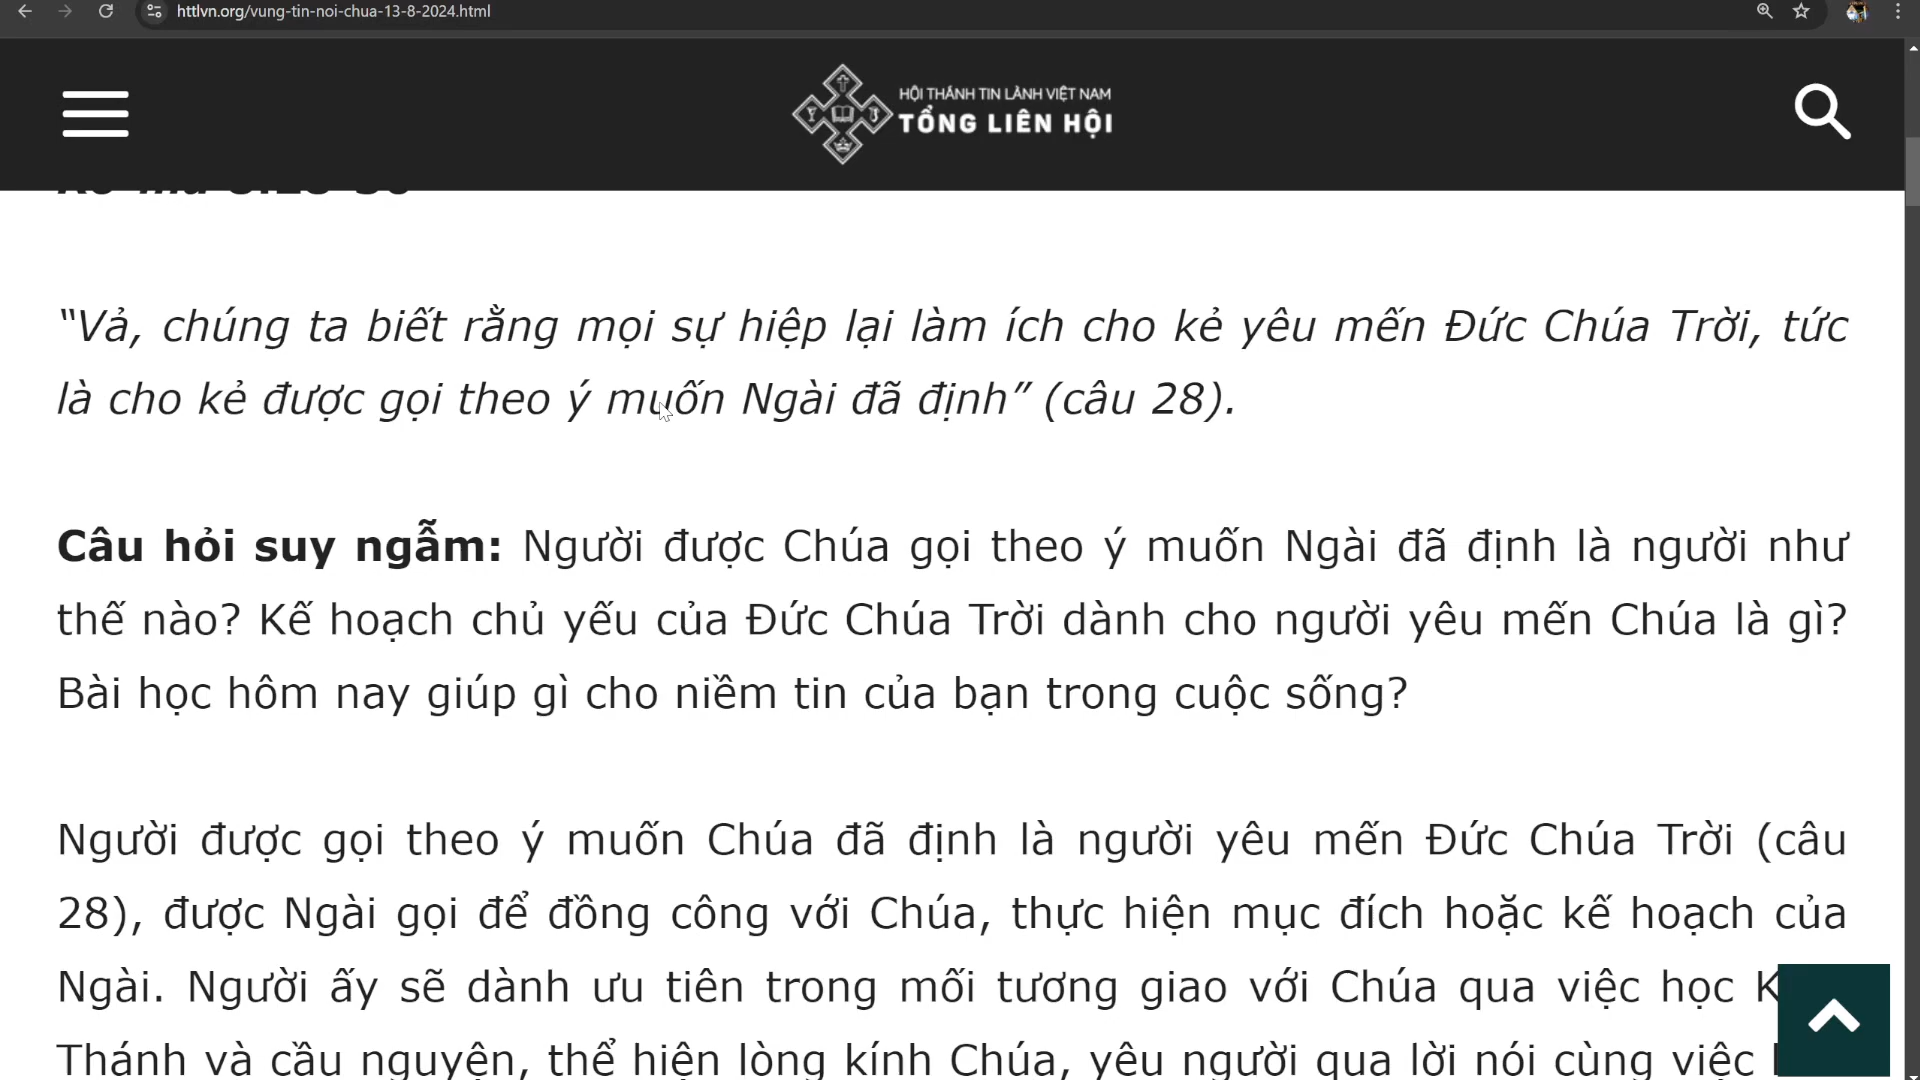 httlvn.org/vung-tin-noi-chua-13-8-2024.html
HỘI THÁNH TIN LÀNH VIỆT NAM
TỔNG LIÊN HỘI
“Vả, chúng ta biết rằng mọi sự hiệp lại làm ích cho kẻ yêu mến Đức Chúa Trời, tức
là cho kẻ được gọi theo ý muốn Ngài đã định” (câu 28).
Câu hỏi suy ngẫm: Người được Chúa gọi theo ý muốn Ngài đã định là người như
thế nào? Kế hoạch chủ yếu của Đức Chúa Trời dành cho người yêu mến Chúa là gì?
Bài học hôm nay giúp gì cho niềm tin của bạn trong cuộc sống?
Người được gọi theo ý muốn Chúa đã định là người yêu mến Đức Chúa Trời (câu
28), được Ngài gọi để đồng công với Chúa, thực hiện mục đích hoặc kế hoạch của
Ngài. Người ấy sẽ dành ưu tiên trong mối tương giao với Chúa qua việc học
Thánh và cầu nguyện, thể hiện lòng kính Chúa, yêu người qua lời nói cùng việc